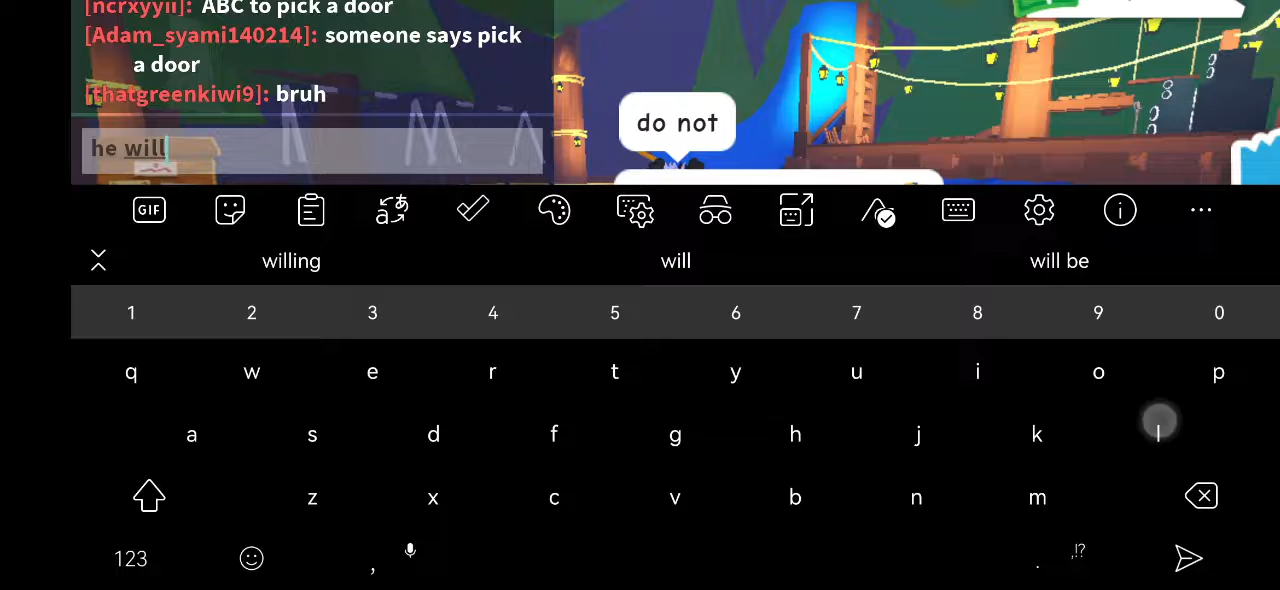 [ncrxyyii]: ABC to pick a door
[Adam_syami140214]: someone says pick
a door
[thatgreenkiwi9]: bruh
he will
do not
GIF
willing will will be
1 2 3 4 5 6 7 8 9 0
q w e r t y u i o p
a s d f g h j k l
z x c v b n m
123 , . ,!?